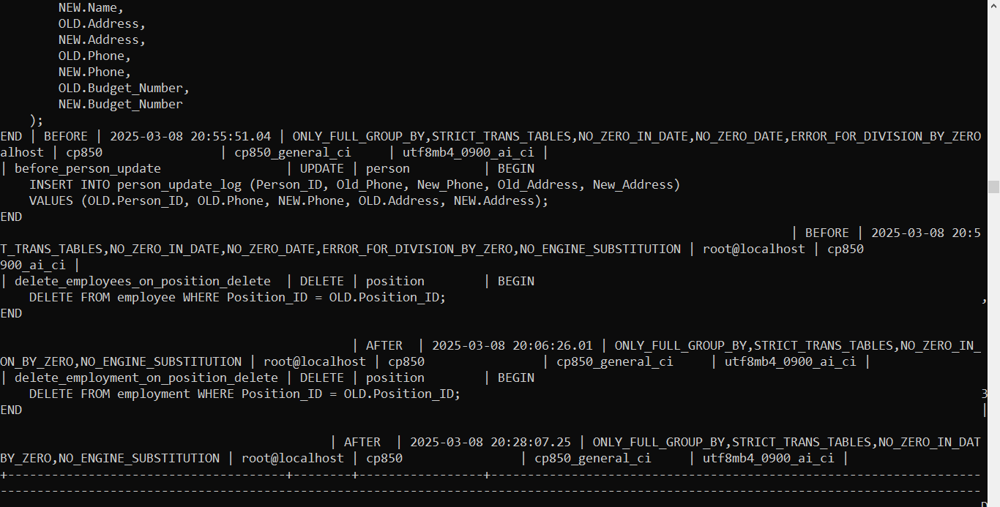 NEW.Name,
        OLD.Address,
        NEW.Address,
        OLD.Phone,
        NEW.Phone,
        OLD.Budget_Number,
        NEW.Budget_Number
    );
END | BEFORE | 2025-03-08 20:55:51.04 | ONLY_FULL_GROUP_BY,STRICT_TRANS_TABLES,NO_ZERO_IN_DATE,NO_ZERO_DATE,ERROR_FOR_DIVISION_BY_ZERO
alhost | cp850                | cp850_general_ci     | utf8mb4_0900_ai_ci |
| before_person_update                 | UPDATE | person          | BEGIN
    INSERT INTO person_update_log (Person_ID, Old_Phone, New_Phone, Old_Address, New_Address)
    VALUES (OLD.Person_ID, OLD.Phone, NEW.Phone, OLD.Address, NEW.Address);
END
| BEFORE | 2025-03-08 20:5
T_TRANS_TABLES,NO_ZERO_IN_DATE,NO_ZERO_DATE,ERROR_FOR_DIVISION_BY_ZERO,NO_ENGINE_SUBSTITUTION | root@localhost | cp850
900_ai_ci |
| delete_employees_on_position_delete  | DELETE | position        | BEGIN
    DELETE FROM employee WHERE Position_ID = OLD.Position_ID; ,
END
| AFTER  | 2025-03-08 20:06:26.01 | ONLY_FULL_GROUP_BY,STRICT_TRANS_TABLES,NO_ZERO_IN_
ON_BY_ZERO,NO_ENGINE_SUBSTITUTION | root@localhost | cp850                | cp850_general_ci     | utf8mb4_0900_ai_ci |
| delete_employment_on_position_delete | DELETE | position        | BEGIN
    DELETE FROM employment WHERE Position_ID = OLD.Position_ID; 3
END |
| AFTER  | 2025-03-08 20:28:07.25 | ONLY_FULL_GROUP_BY,STRICT_TRANS_TABLES,NO_ZERO_IN_DAT
BY_ZERO,NO_ENGINE_SUBSTITUTION | root@localhost | cp850                | cp850_general_ci     | utf8mb4_0900_ai_ci |
+--------------------------------------+--------+-----------------+-------------------------------------------------------------------
--------------------------------------------------------------------------------------------------------------------------------------